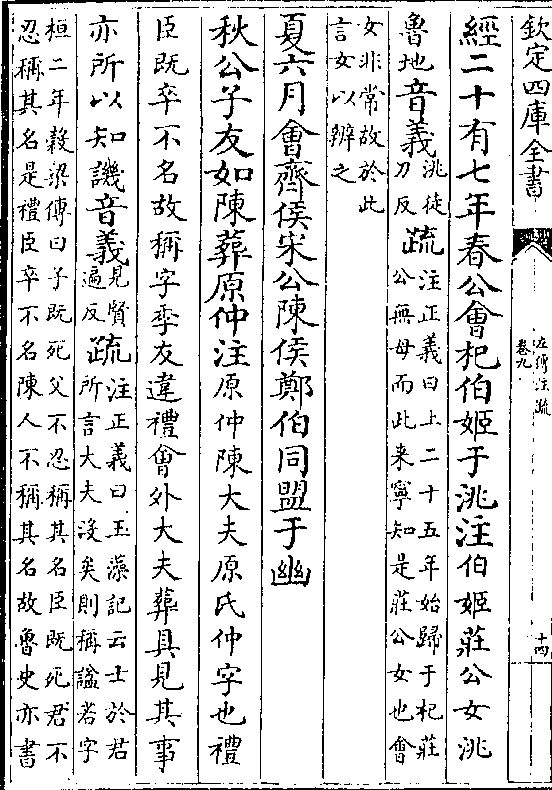 欽定四庫全書
左傳注疏
卷九
十四
經二十有七年春公會杞伯姬于洮注伯姬莊公女洮
魯地音義洮徒
刀反
疏注正義曰上二十五年始歸于杞莊
公無母而此来寧知是莊公女也會
女非常故於此
言女以辨之
夏六月會齊侯宋公陳侯鄭伯同盟于幽
秋公子友如陳葬原仲注原仲陳大夫原氏仲字也禮
臣既卒不名故稱字季友違禮會外大夫葬具見其事
亦所以知譏音義見賢
遍反
疏注正義曰玉藻記云士於君
所言大夫沒矣則稱諡若字
桓二年穀梁傳曰子既死父不忍稱其名臣既死君不
忍稱其名是禮臣卒不名陳人不稱其名故魯史亦書